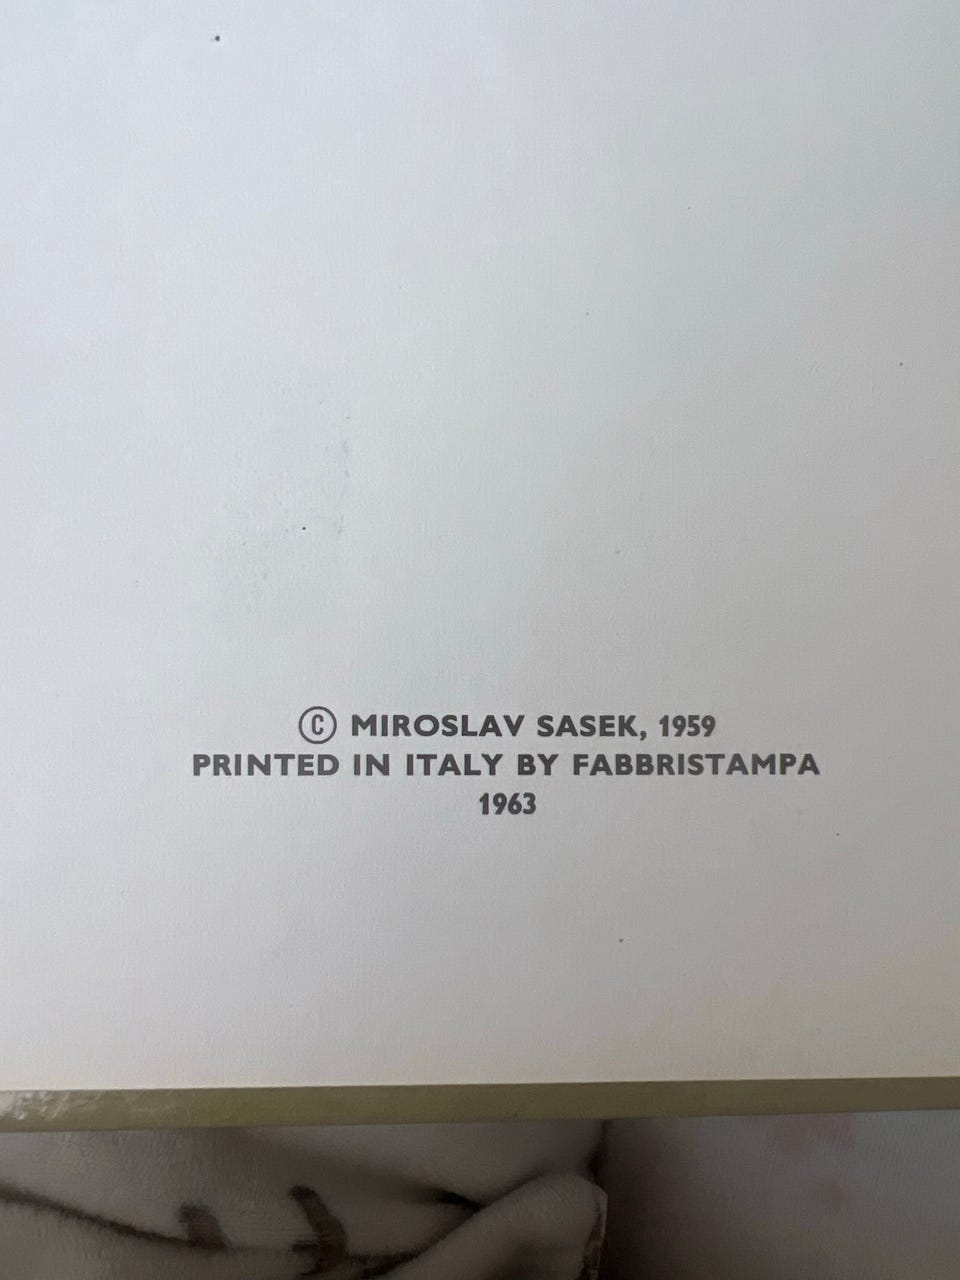 © MIROSLAV SASEK, 1959
PRINTED IN ITALY BY FABBRISTAMPA
1963